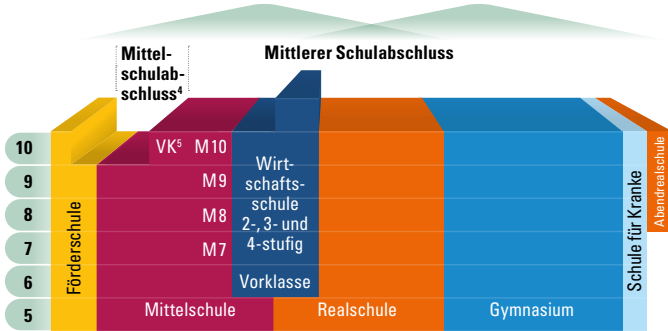 Mittel-
schulab-
schluss⁴
Mittlerer Schulabschluss
10
VK⁵ M10
9
M9
8
M8
7
M7
6
5
Förderschule
Wirt-
schafts-
schule
2-, 3- und
4-stufig
Vorklasse
Mittelschule
Realschule
Gymnasium
Schule für Kranke
Abendrealschule